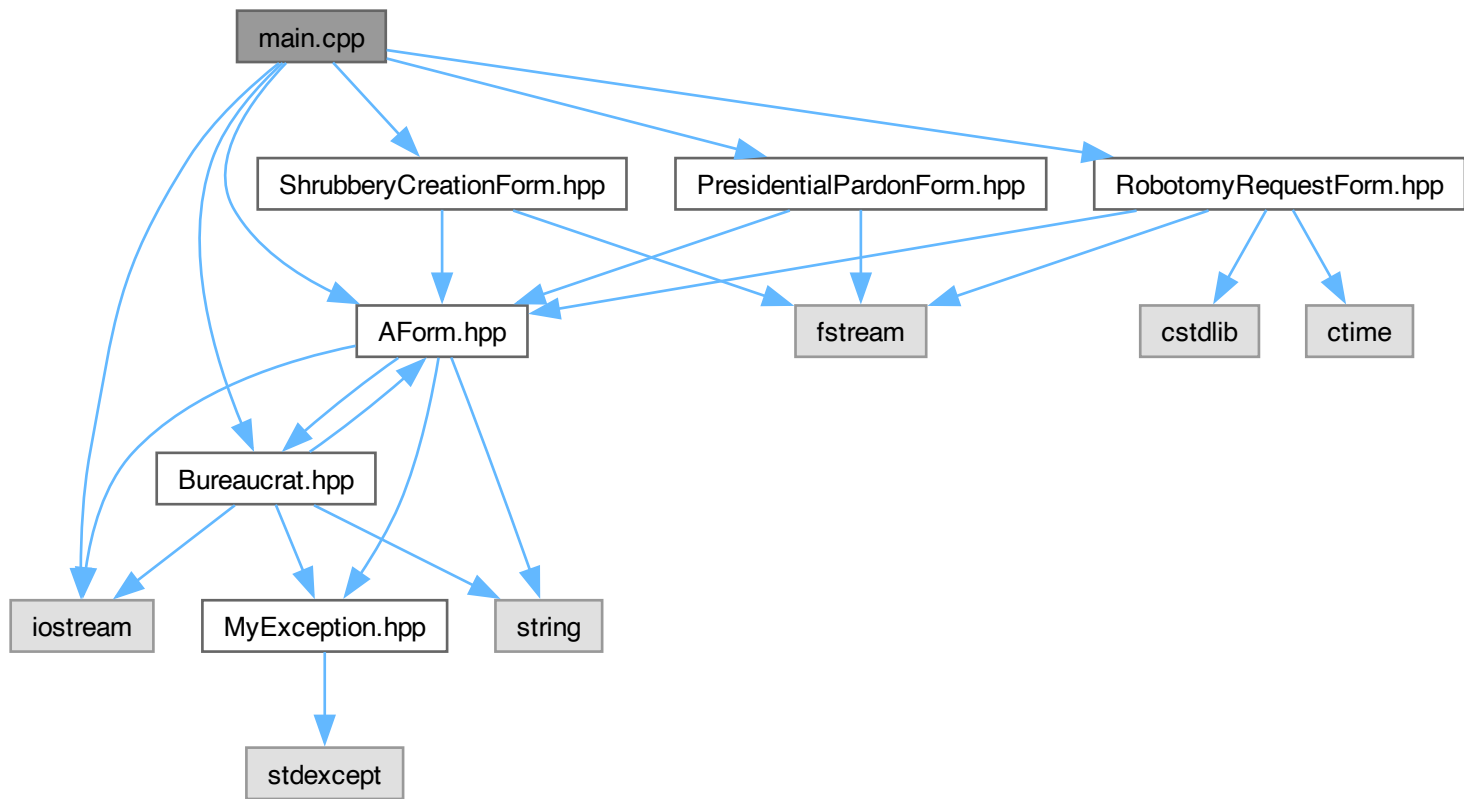 main.cpp
ShrubberyCreationForm.hpp
PresidentialPardonForm.hpp
RobotomyRequestForm.hpp
AForm.hpp
fstream
cstdlib
ctime
Bureaucrat.hpp
iostream
MyException.hpp
string
stdexcept